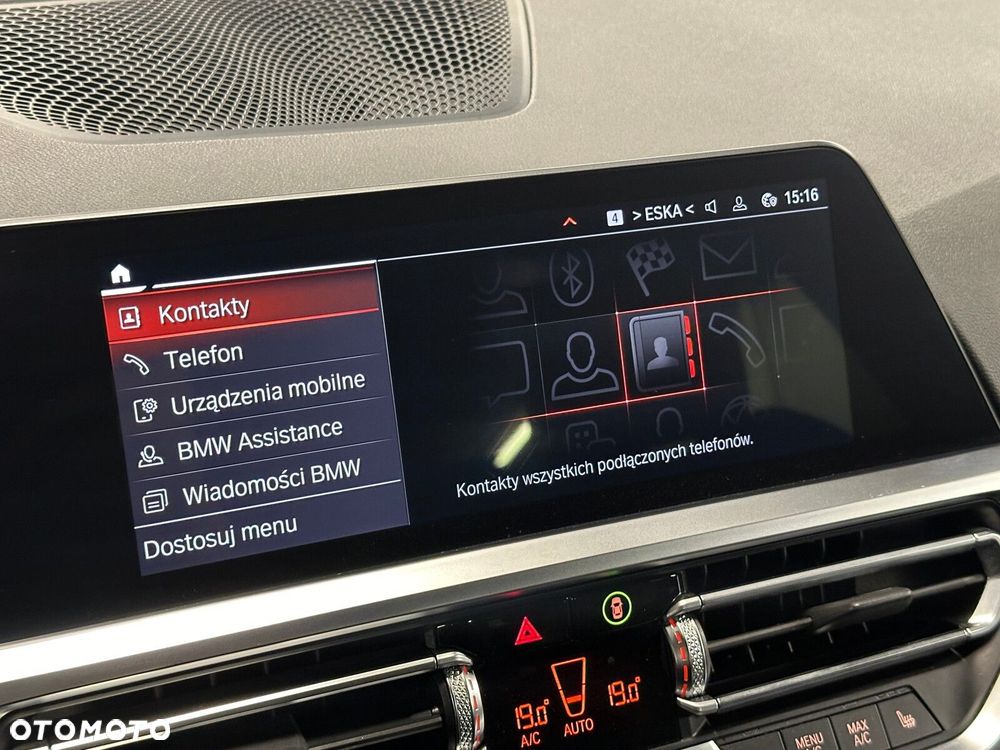 4 >ESKA< 15:16
Kontakty
Telefon
Urządzenia mobilne
BMW Assistance
Wiadomości BMW
Dostosuj menu
Kontakty wszystkich podłączonych telefonów.
19.0° 19.0°
A/C AUTO
MENU
MAX
A/C
OTOMOTO